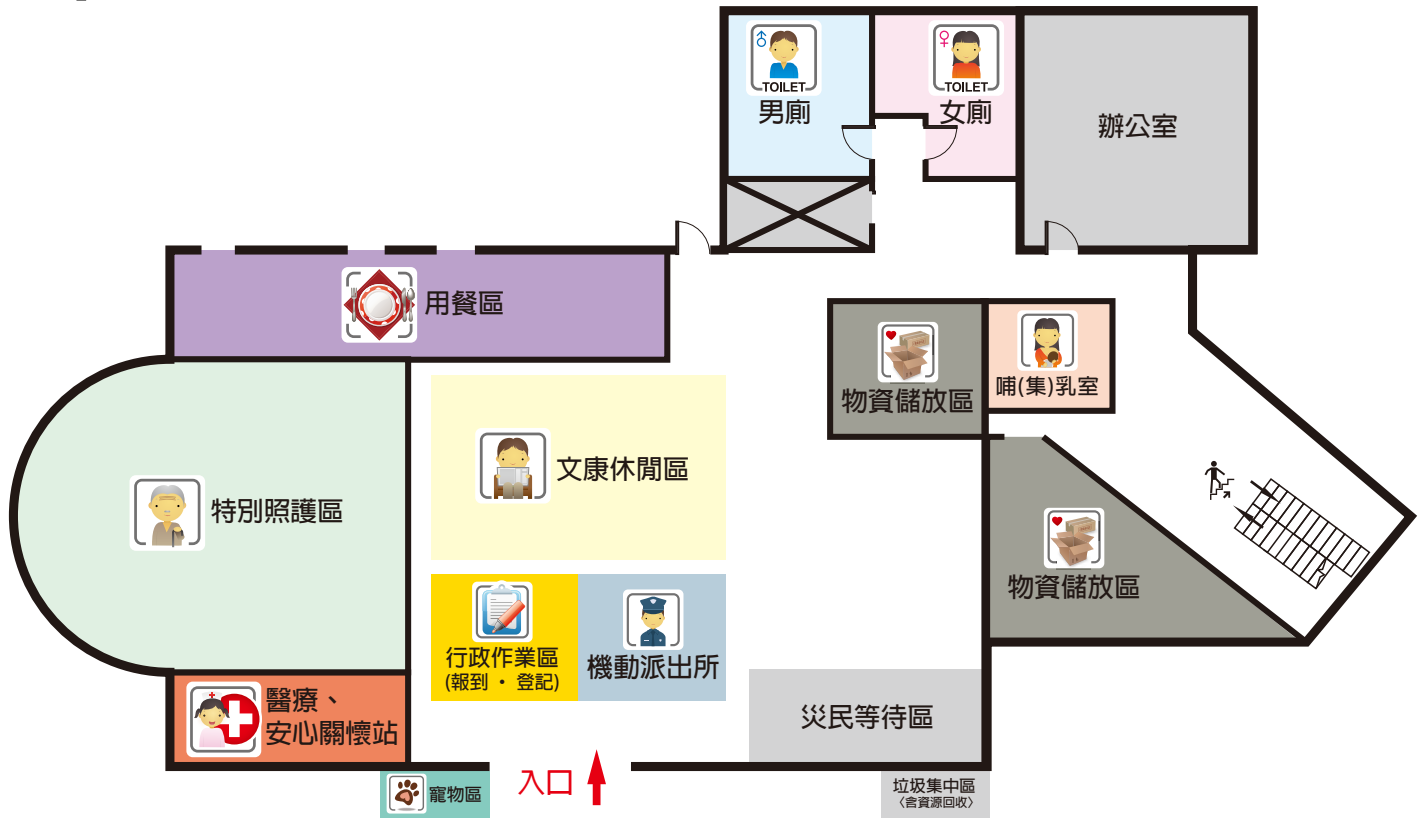 TOILET
男廁
TOILET
女廁
辦公室
用餐區
物資儲放區
哺(集)乳室
文康休閒區
特別照護區
物資儲放區
行政作業區
(報到 · 登記)
機動派出所
醫療、
安心關懷站
災民等待區
入口
寵物區
垃圾集中區
〈含資源回收〉